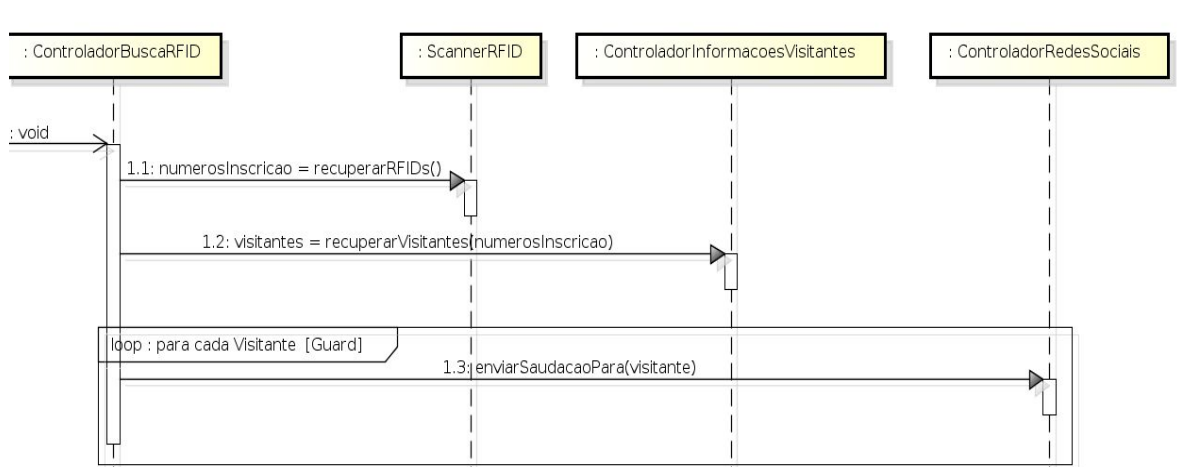 : ControladorBuscaRFID
: ScannerRFID
: ControladorInformacoesVisitantes
: ControladorRedesSociais
: void
1.1: numerosInscricao = recuperarRFIDs()
1.2: visitantes = recuperarVisitantes(numerosInscricao)
loop : para cada Visitante [Guard]
1.3: enviarSaudacaoPara(visitante)